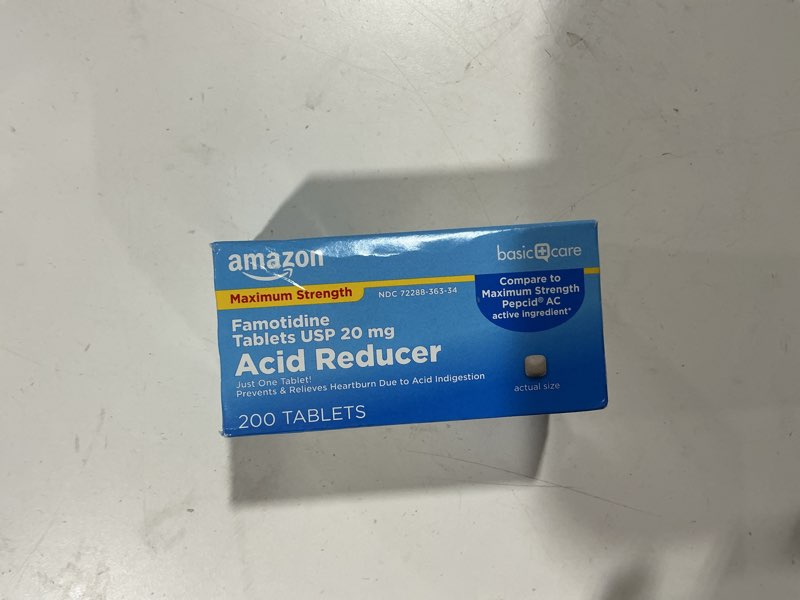 amazon
basic care
Maximum Strength
NDC 72288-363-34
Compare to
Maximum Strength
Pepcid® AC
active ingredient*
Famotidine
Tablets USP 20 mg
Acid Reducer
Just One Tablet!
Prevents & Relieves Heartburn Due to Acid Indigestion
actual size
200 TABLETS